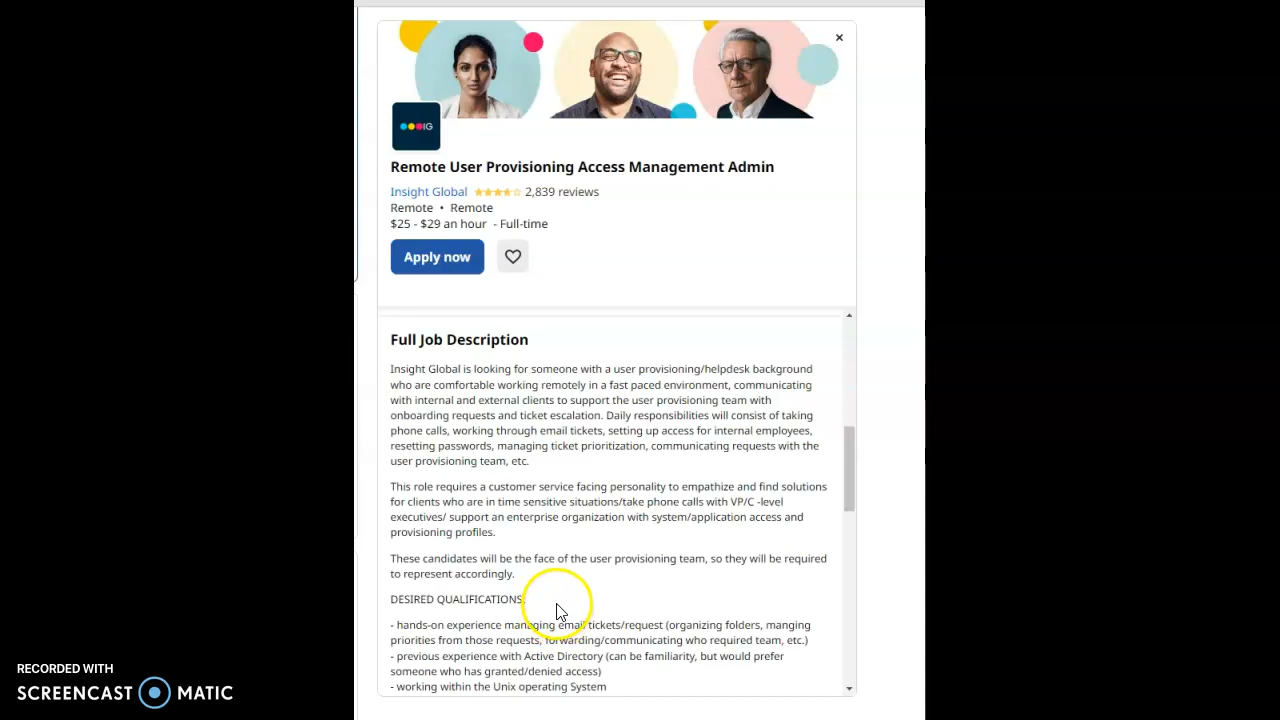 ×
IG
Remote User Provisioning Access Management Admin
Insight Global 2,839 reviews
Remote • Remote
$25 - $29 an hour - Full-time
Apply now
Full Job Description
Insight Global is looking for someone with a user provisioning/helpdesk background
who are comfortable working remotely in a fast paced environment, communicating
with internal and external clients to support the user provisioning team with
onboarding requests and ticket escalation. Daily responsibilities will consist of taking
phone calls, working through email tickets, setting up access for internal employees,
resetting passwords, managing ticket prioritization, communicating requests with the
user provisioning team, etc.
This role requires a customer service facing personality to empathize and find solutions
for clients who are in time sensitive situations/take phone calls with VP/C -level
executives/ support an enterprise organization with system/application access and
provisioning profiles.
These candidates will be the face of the user provisioning team, so they will be required
to represent accordingly.
DESIRED QUALIFICATIONS:
- hands-on experience managing email tickets/request (organizing folders, manging
priorities from those requests, forwarding/communicating who required team, etc.)
- previous experience with Active Directory (can be familiarity, but would prefer
someone who has granted/denied access)
- working within the Unix operating System
RECORDED WITH
SCREENCAST MATIC